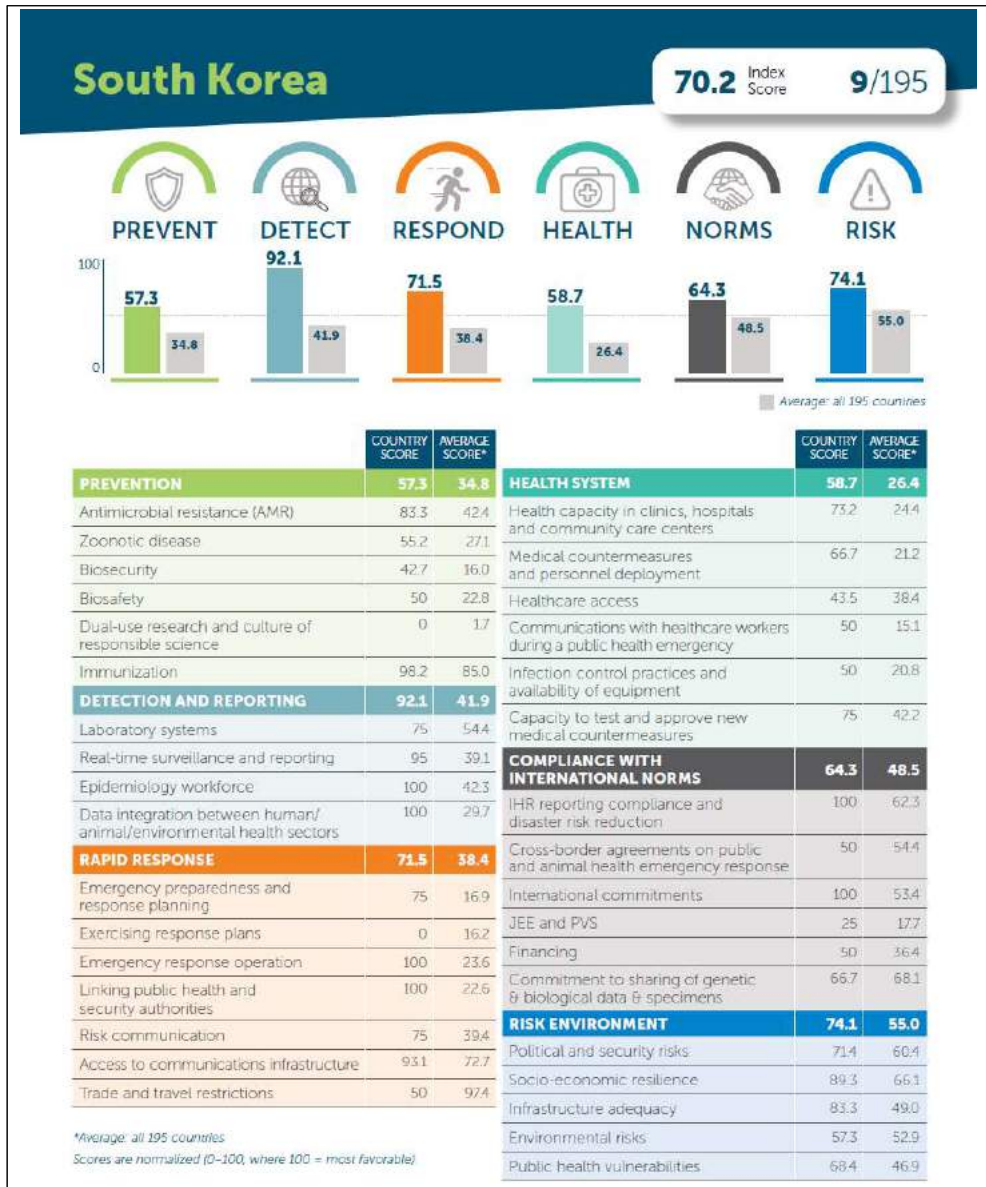 South Korea
70.2 Index Score 9/195
PREVENT DETECT RESPOND HEALTH NORMS RISK
100
0
57.3 34.8
92.1 41.9
71.5 38.4
58.7 26.4
64.3 48.5
74.1 55.0
Average: all 195 countries
COUNTRY SCORE AVERAGE SCORE*
PREVENTION 57.3 34.8
Antimicrobial resistance (AMR) 83.3 42.4
Zoonotic disease 55.2 27.1
Biosecurity 42.7 16.0
Biosafety 50 22.8
Dual-use research and culture of
responsible science 0 1.7
Immunization 98.2 85.0
DETECTION AND REPORTING 92.1 41.9
Laboratory systems 75 54.4
Real-time surveillance and reporting 95 39.1
Epidemiology workforce 100 42.3
Data integration between human/
animal/environmental health sectors 100 29.7
RAPID RESPONSE 71.5 38.4
Emergency preparedness and
response planning 75 16.9
Exercising response plans 0 16.2
Emergency response operation 100 23.6
Linking public health and
security authorities 100 22.6
Risk communication 75 39.4
Access to communications infrastructure 93.1 72.7
Trade and travel restrictions 50 97.4
*Average: all 195 countries
Scores are normalized (0–100, where 100 = most favorable)
COUNTRY SCORE AVERAGE SCORE*
HEALTH SYSTEM 58.7 26.4
Health capacity in clinics, hospitals
and community care centers 73.2 24.4
Medical countermeasures
and personnel deployment 66.7 21.2
Healthcare access 43.5 38.4
Communications with healthcare workers
during a public health emergency 50 15.1
Infection control practices and
availability of equipment 50 20.8
Capacity to test and approve new
medical countermeasures 75 42.2
COMPLIANCE WITH
INTERNATIONAL NORMS 64.3 48.5
IHR reporting compliance and
disaster risk reduction 100 62.3
Cross-border agreements on public
and animal health emergency response 50 54.4
International commitments 100 53.4
JEE and PVS 25 17.7
Financing 50 36.4
Commitment to sharing of genetic
& biological data & specimens 66.7 68.1
RISK ENVIRONMENT 74.1 55.0
Political and security risks 71.4 60.4
Socio-economic resilience 89.3 66.1
Infrastructure adequacy 83.3 49.0
Environmental risks 57.3 52.9
Public health vulnerabilities 68.4 46.9